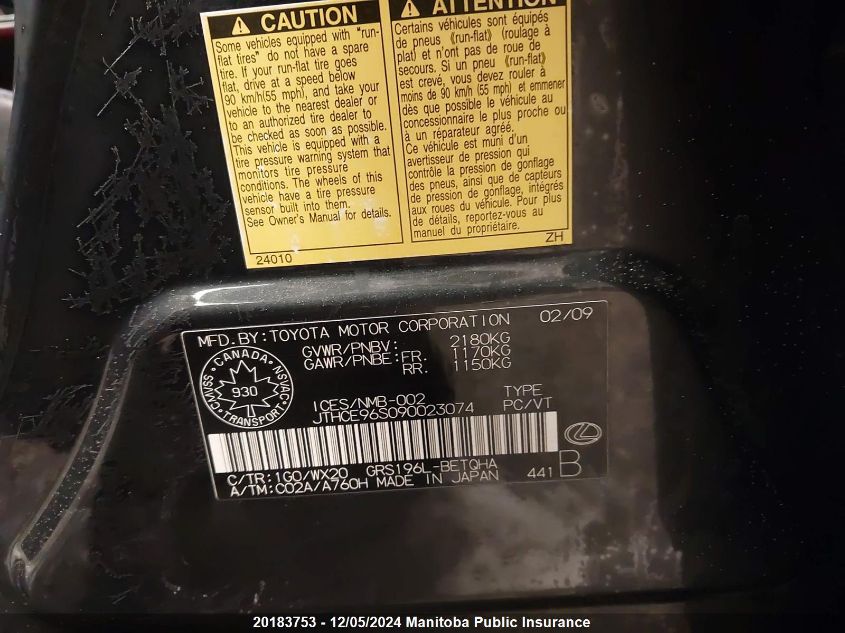 CAUTION
Some vehicles equipped with "run-
flat tires" do not have a spare
tire. If your run-flat tire goes
flat, drive at a speed below
90 km/h(55 mph), and take your
vehicle to the nearest dealer or
to an authorized tire dealer to
be checked as soon as possible.
This vehicle is equipped with a
tire pressure warning system that
monitors tire pressure
conditions. The wheels of this
vehicle have a tire pressure
sensor built into them.
See Owner's Manual for details.
24010
ATTENTION
Certains véhicules sont équipés
de pneus 《run-flat》 (roulage à
plat) et n'ont pas de roue de
secours. Si un pneu 《run-flat》
est crevé, vous devez rouler à
moins de 90 km/h (55 mph) et emmener
dès que possible le véhicule au
concessionnaire le plus proche ou
à un réparateur agréé.
Ce véhicule est muni d'un
avertisseur de pression qui
contrôle la pression de gonflage
des pneus, ainsi que de capteurs
de pression de gonflage, intégrés
aux roues du véhicule. Pour plus
de détails, reportez-vous au
manuel du propriétaire.
ZH
MFD.BY:TOYOTA MOTOR CORPORATION 02/09
GVWR/PNBV: 2180KG
GAWR/PNBE:FR. 1170KG
RR. 1150KG
CANADA
CMVSS NSVAC
930
TRANSPORT
ICES/NMB-002 TYPE
JTHCE96S090023074 PC/VT
C/TR:1G0/WX20 GRS196L-BETQHA
A/TM:C02A/A760H MADE IN JAPAN 441 B
20183753 - 12/05/2024 Manitoba Public Insurance